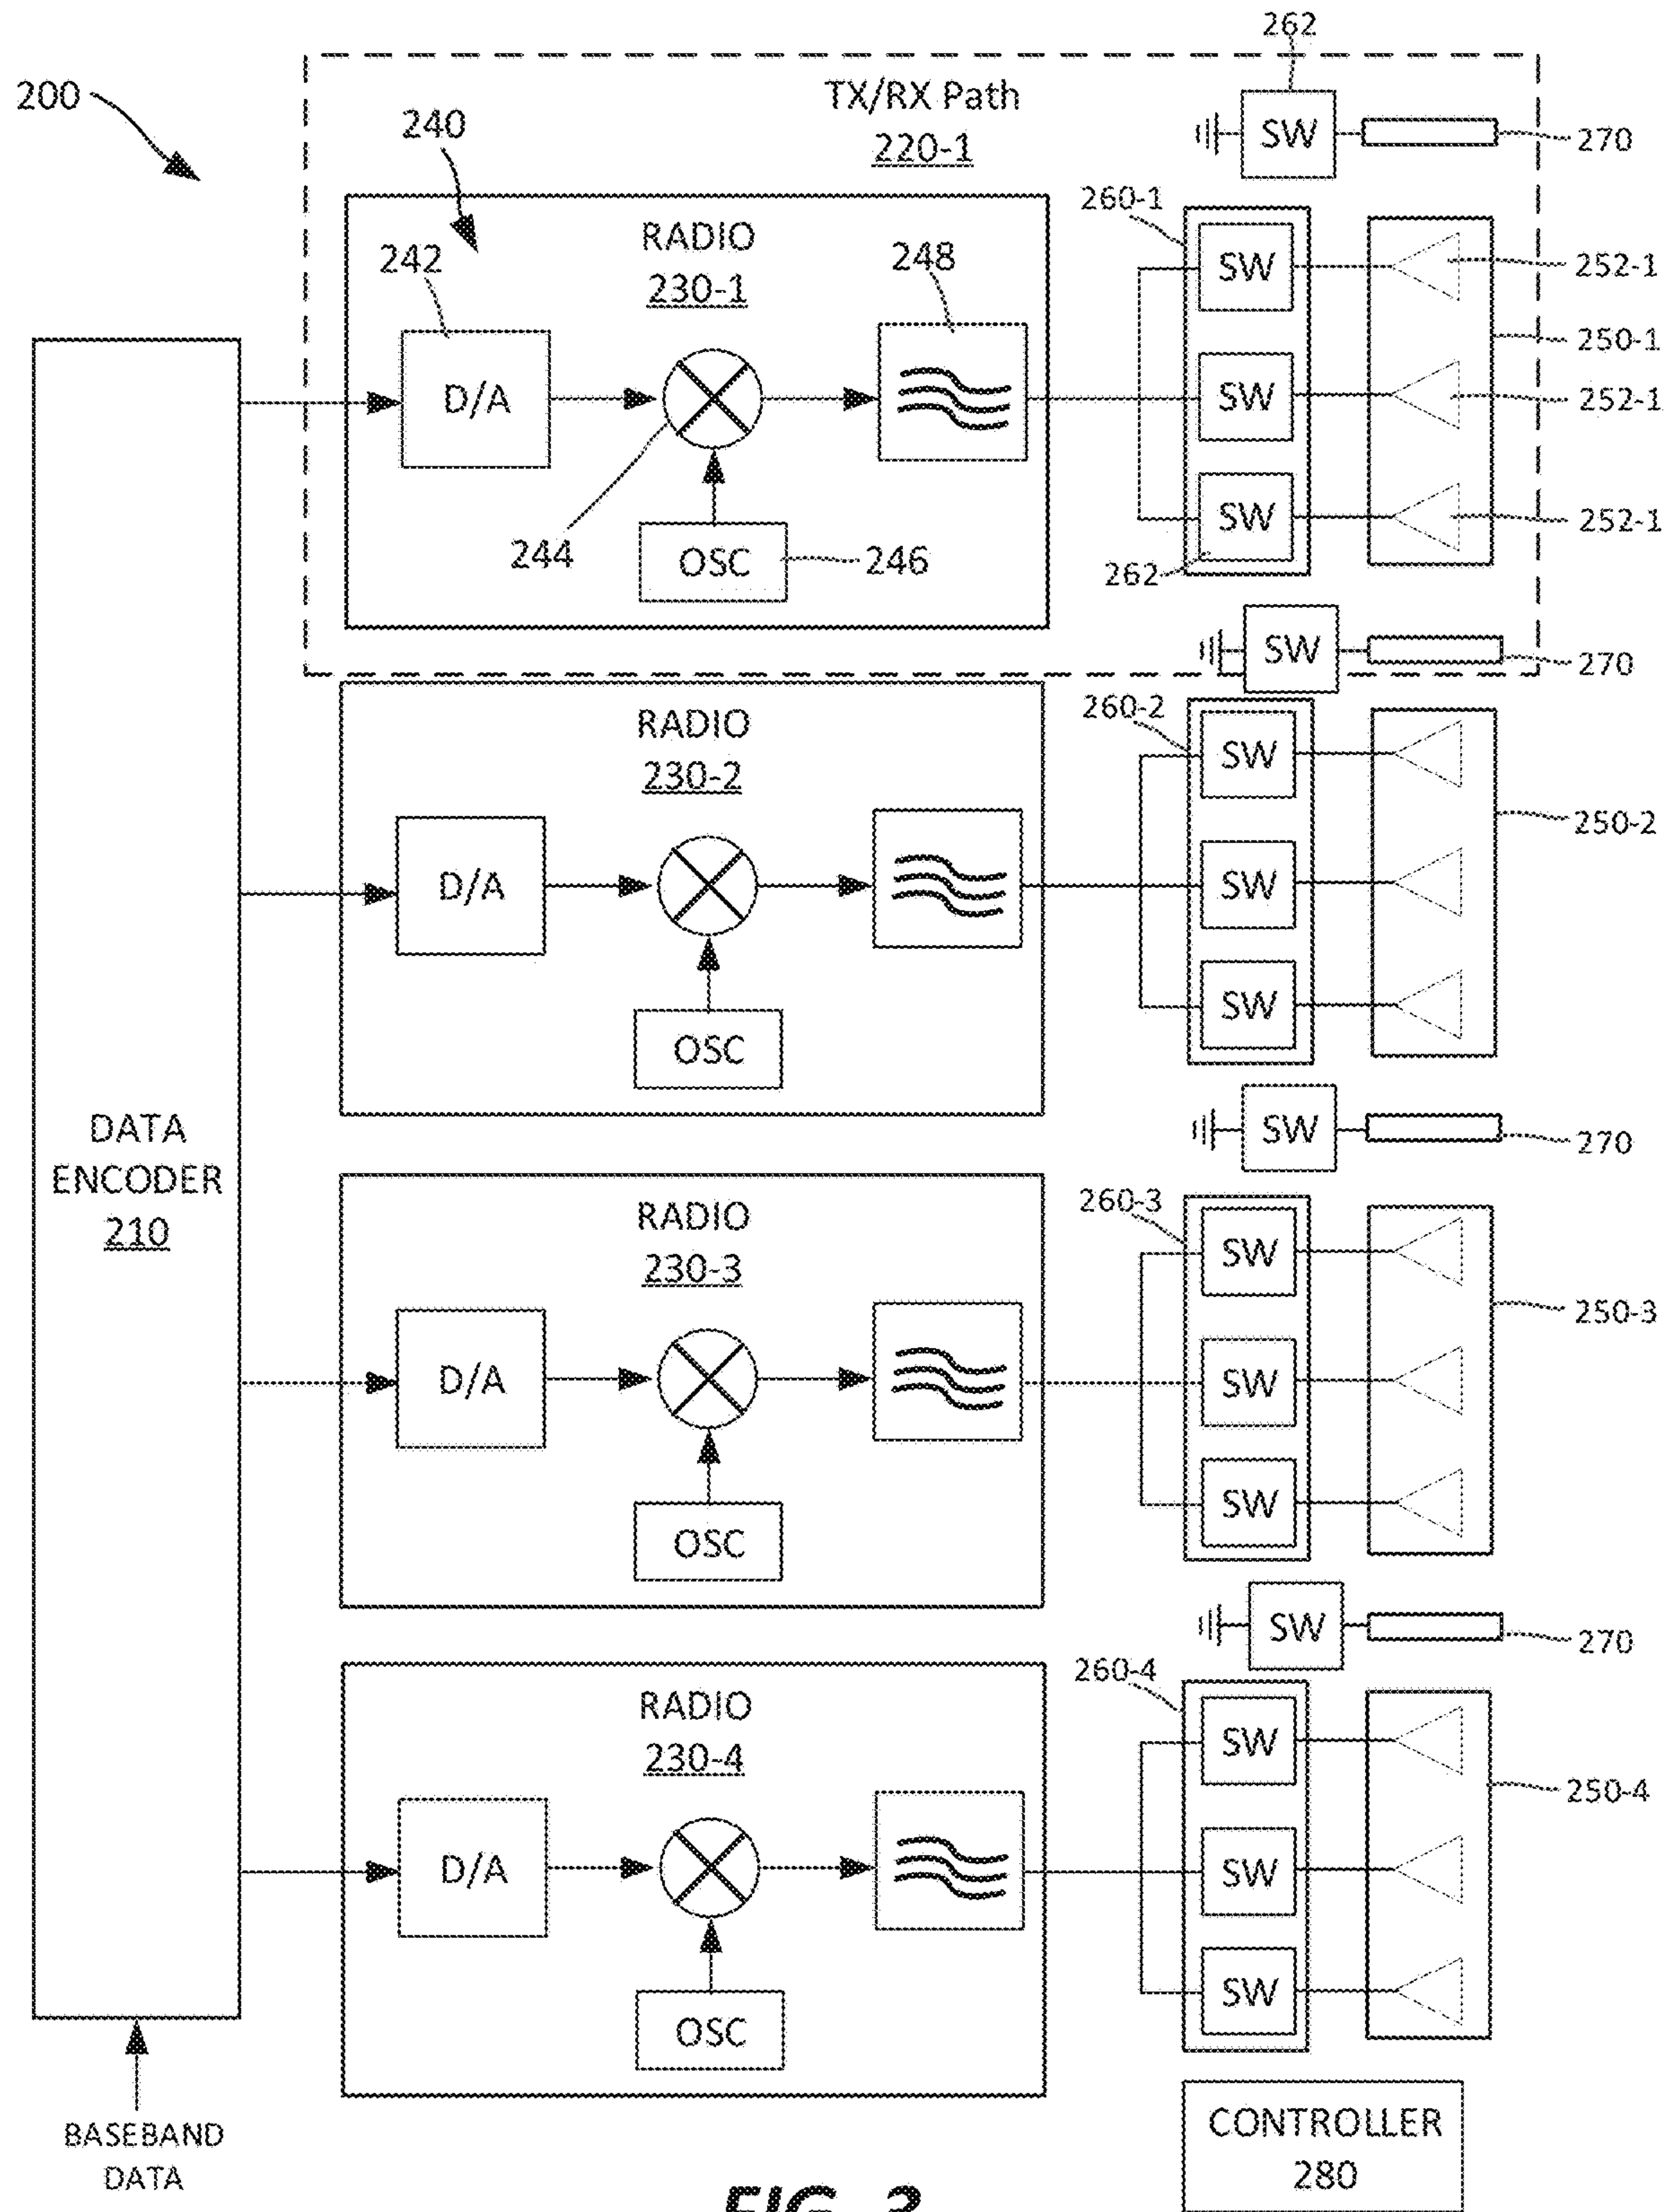 200
TX/RX Path
220-1
262
SW
270
240
RADIO
230-1
242
248
D/A
244
OSC
246
260-1
SW
SW
SW
262
252-1
250-1
252-1
252-1
SW
270
RADIO
230-2
D/A
OSC
260-2
SW
SW
SW
250-2
SW
270
DATA
ENCODER
210
RADIO
230-3
D/A
OSC
260-3
SW
SW
SW
250-3
SW
270
RADIO
230-4
D/A
OSC
260-4
SW
SW
SW
250-4
BASEBAND
DATA
CONTROLLER
280